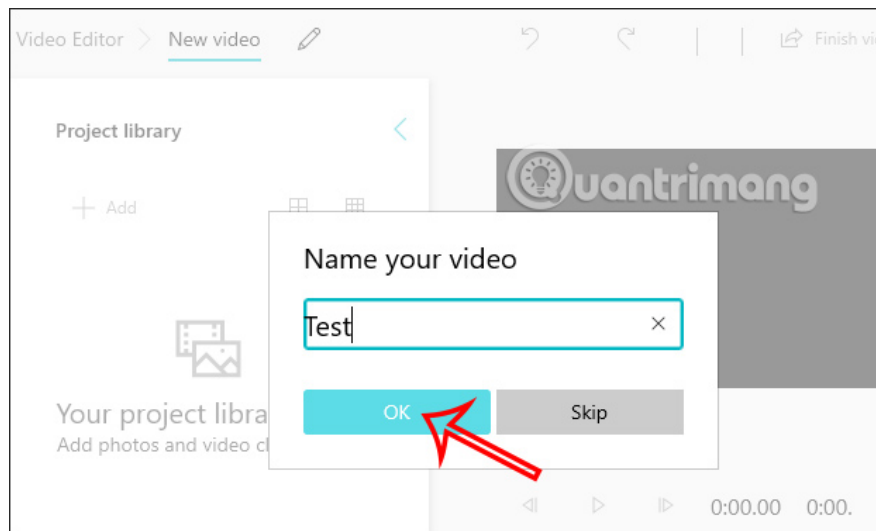 Video Editor > New video
Finish vi
Project library
+ Add
Quantrimang
Name your video
Test
OK
Skip
Your project libra
Add photos and video cl
0:00.00 0:00.